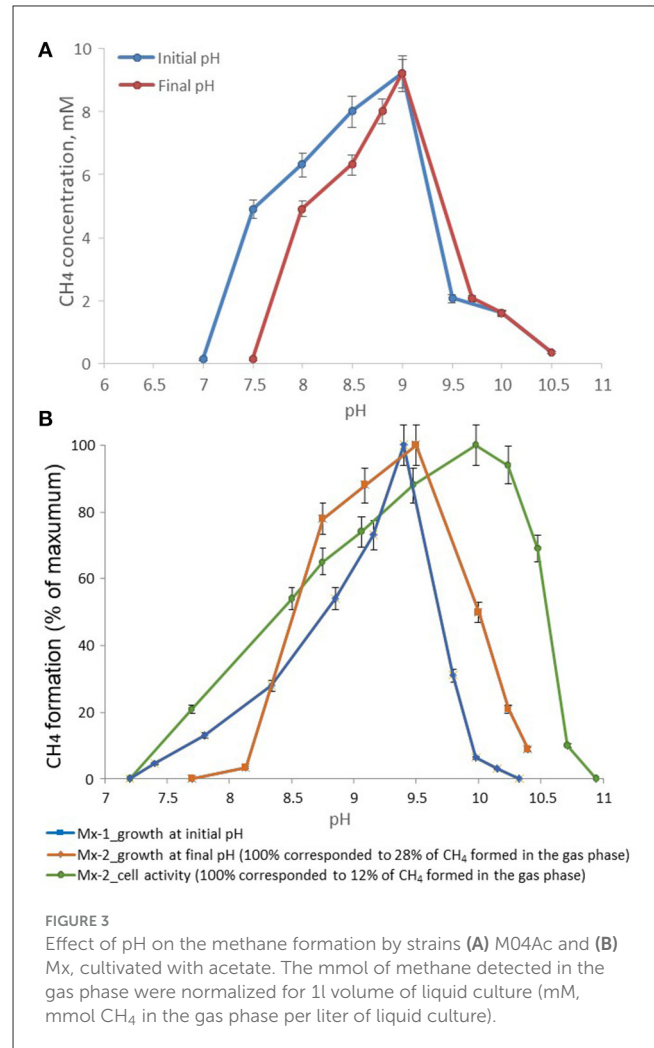 A
Initial pH
Final pH
CH4 concentration, mM
10
8
6
4
2
0
6 6.5 7 7.5 8 8.5 9 9.5 10 10.5 11
pH
B
CH4 formation (% of maxumum)
100
80
60
40
20
0
7 7.5 8 8.5 9 9.5 10 10.5 11
pH
Mx-1_growth at initial pH
Mx-2_growth at final pH (100% corresponded to 28% of CH4 formed in the gas phase)
Mx-2_cell activity (100% corresponded to 12% of CH4 formed in the gas phase)
FIGURE 3
Effect of pH on the methane formation by strains (A) M04Ac and (B)
Mx, cultivated with acetate. The mmol of methane detected in the
gas phase were normalized for 1l volume of liquid culture (mM,
mmol CH4 in the gas phase per liter of liquid culture).